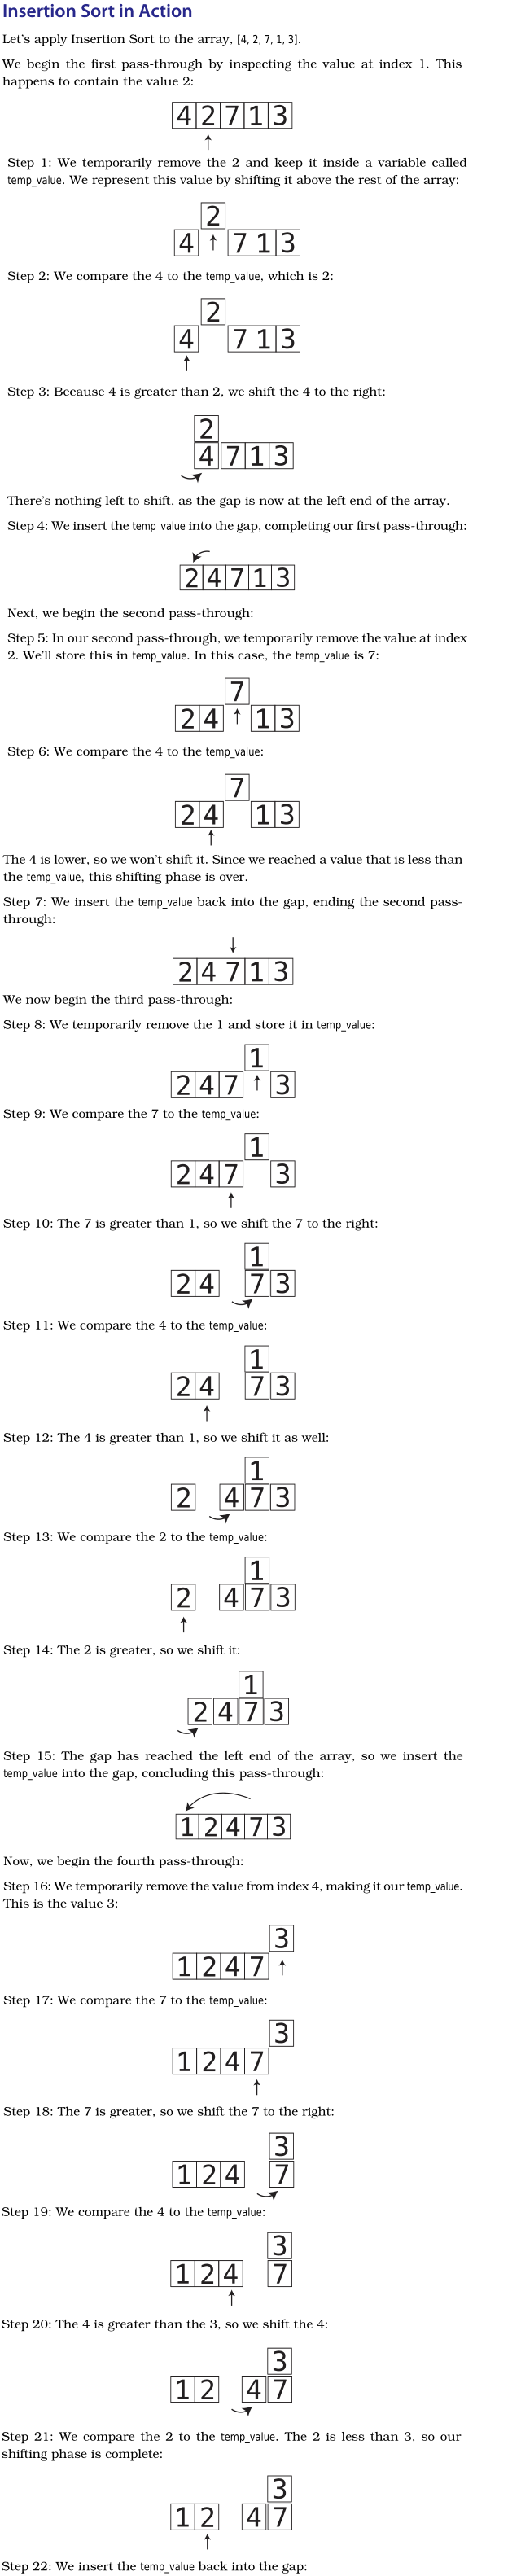 Insertion Sort in Action
Let's apply Insertion Sort to the array, [4, 2, 7, 1, 3].
We begin the first pass-through by inspecting the value at index 1. This
happens to contain the value 2:
4 2 7 1 3
Step 1: We temporarily remove the 2 and keep it inside a variable called
temp_value. We represent this value by shifting it above the rest of the array:
2
4 7 1 3
Step 2: We compare the 4 to the temp_value, which is 2:
2
4 7 1 3
Step 3: Because 4 is greater than 2, we shift the 4 to the right:
2
4 7 1 3
There's nothing left to shift, as the gap is now at the left end of the array.
Step 4: We insert the temp_value into the gap, completing our first pass-through:
2 4 7 1 3
Next, we begin the second pass-through:
Step 5: In our second pass-through, we temporarily remove the value at index
2. We'll store this in temp_value. In this case, the temp_value is 7:
7
2 4 1 3
Step 6: We compare the 4 to the temp_value:
7
2 4 1 3
The 4 is lower, so we won't shift it. Since we reached a value that is less than
the temp_value, this shifting phase is over.
Step 7: We insert the temp_value back into the gap, ending the second pass-
through:
2 4 7 1 3
We now begin the third pass-through:
Step 8: We temporarily remove the 1 and store it in temp_value:
1
2 4 7 3
Step 9: We compare the 7 to the temp_value:
1
2 4 7 3
Step 10: The 7 is greater than 1, so we shift the 7 to the right:
1
2 4 7 3
Step 11: We compare the 4 to the temp_value:
1
2 4 7 3
Step 12: The 4 is greater than 1, so we shift it as well:
1
2 4 7 3
Step 13: We compare the 2 to the temp_value:
1
2 4 7 3
Step 14: The 2 is greater, so we shift it:
1
2 4 7 3
Step 15: The gap has reached the left end of the array, so we insert the
temp_value into the gap, concluding this pass-through:
1 2 4 7 3
Now, we begin the fourth pass-through:
Step 16: We temporarily remove the value from index 4, making it our temp_value.
This is the value 3:
3
1 2 4 7
Step 17: We compare the 7 to the temp_value:
3
1 2 4 7
Step 18: The 7 is greater, so we shift the 7 to the right:
3
1 2 4 7
Step 19: We compare the 4 to the temp_value:
3
1 2 4 7
Step 20: The 4 is greater than the 3, so we shift the 4:
3
1 2 4 7
Step 21: We compare the 2 to the temp_value. The 2 is less than 3, so our
shifting phase is complete:
3
1 2 4 7
Step 22: We insert the temp_value back into the gap: